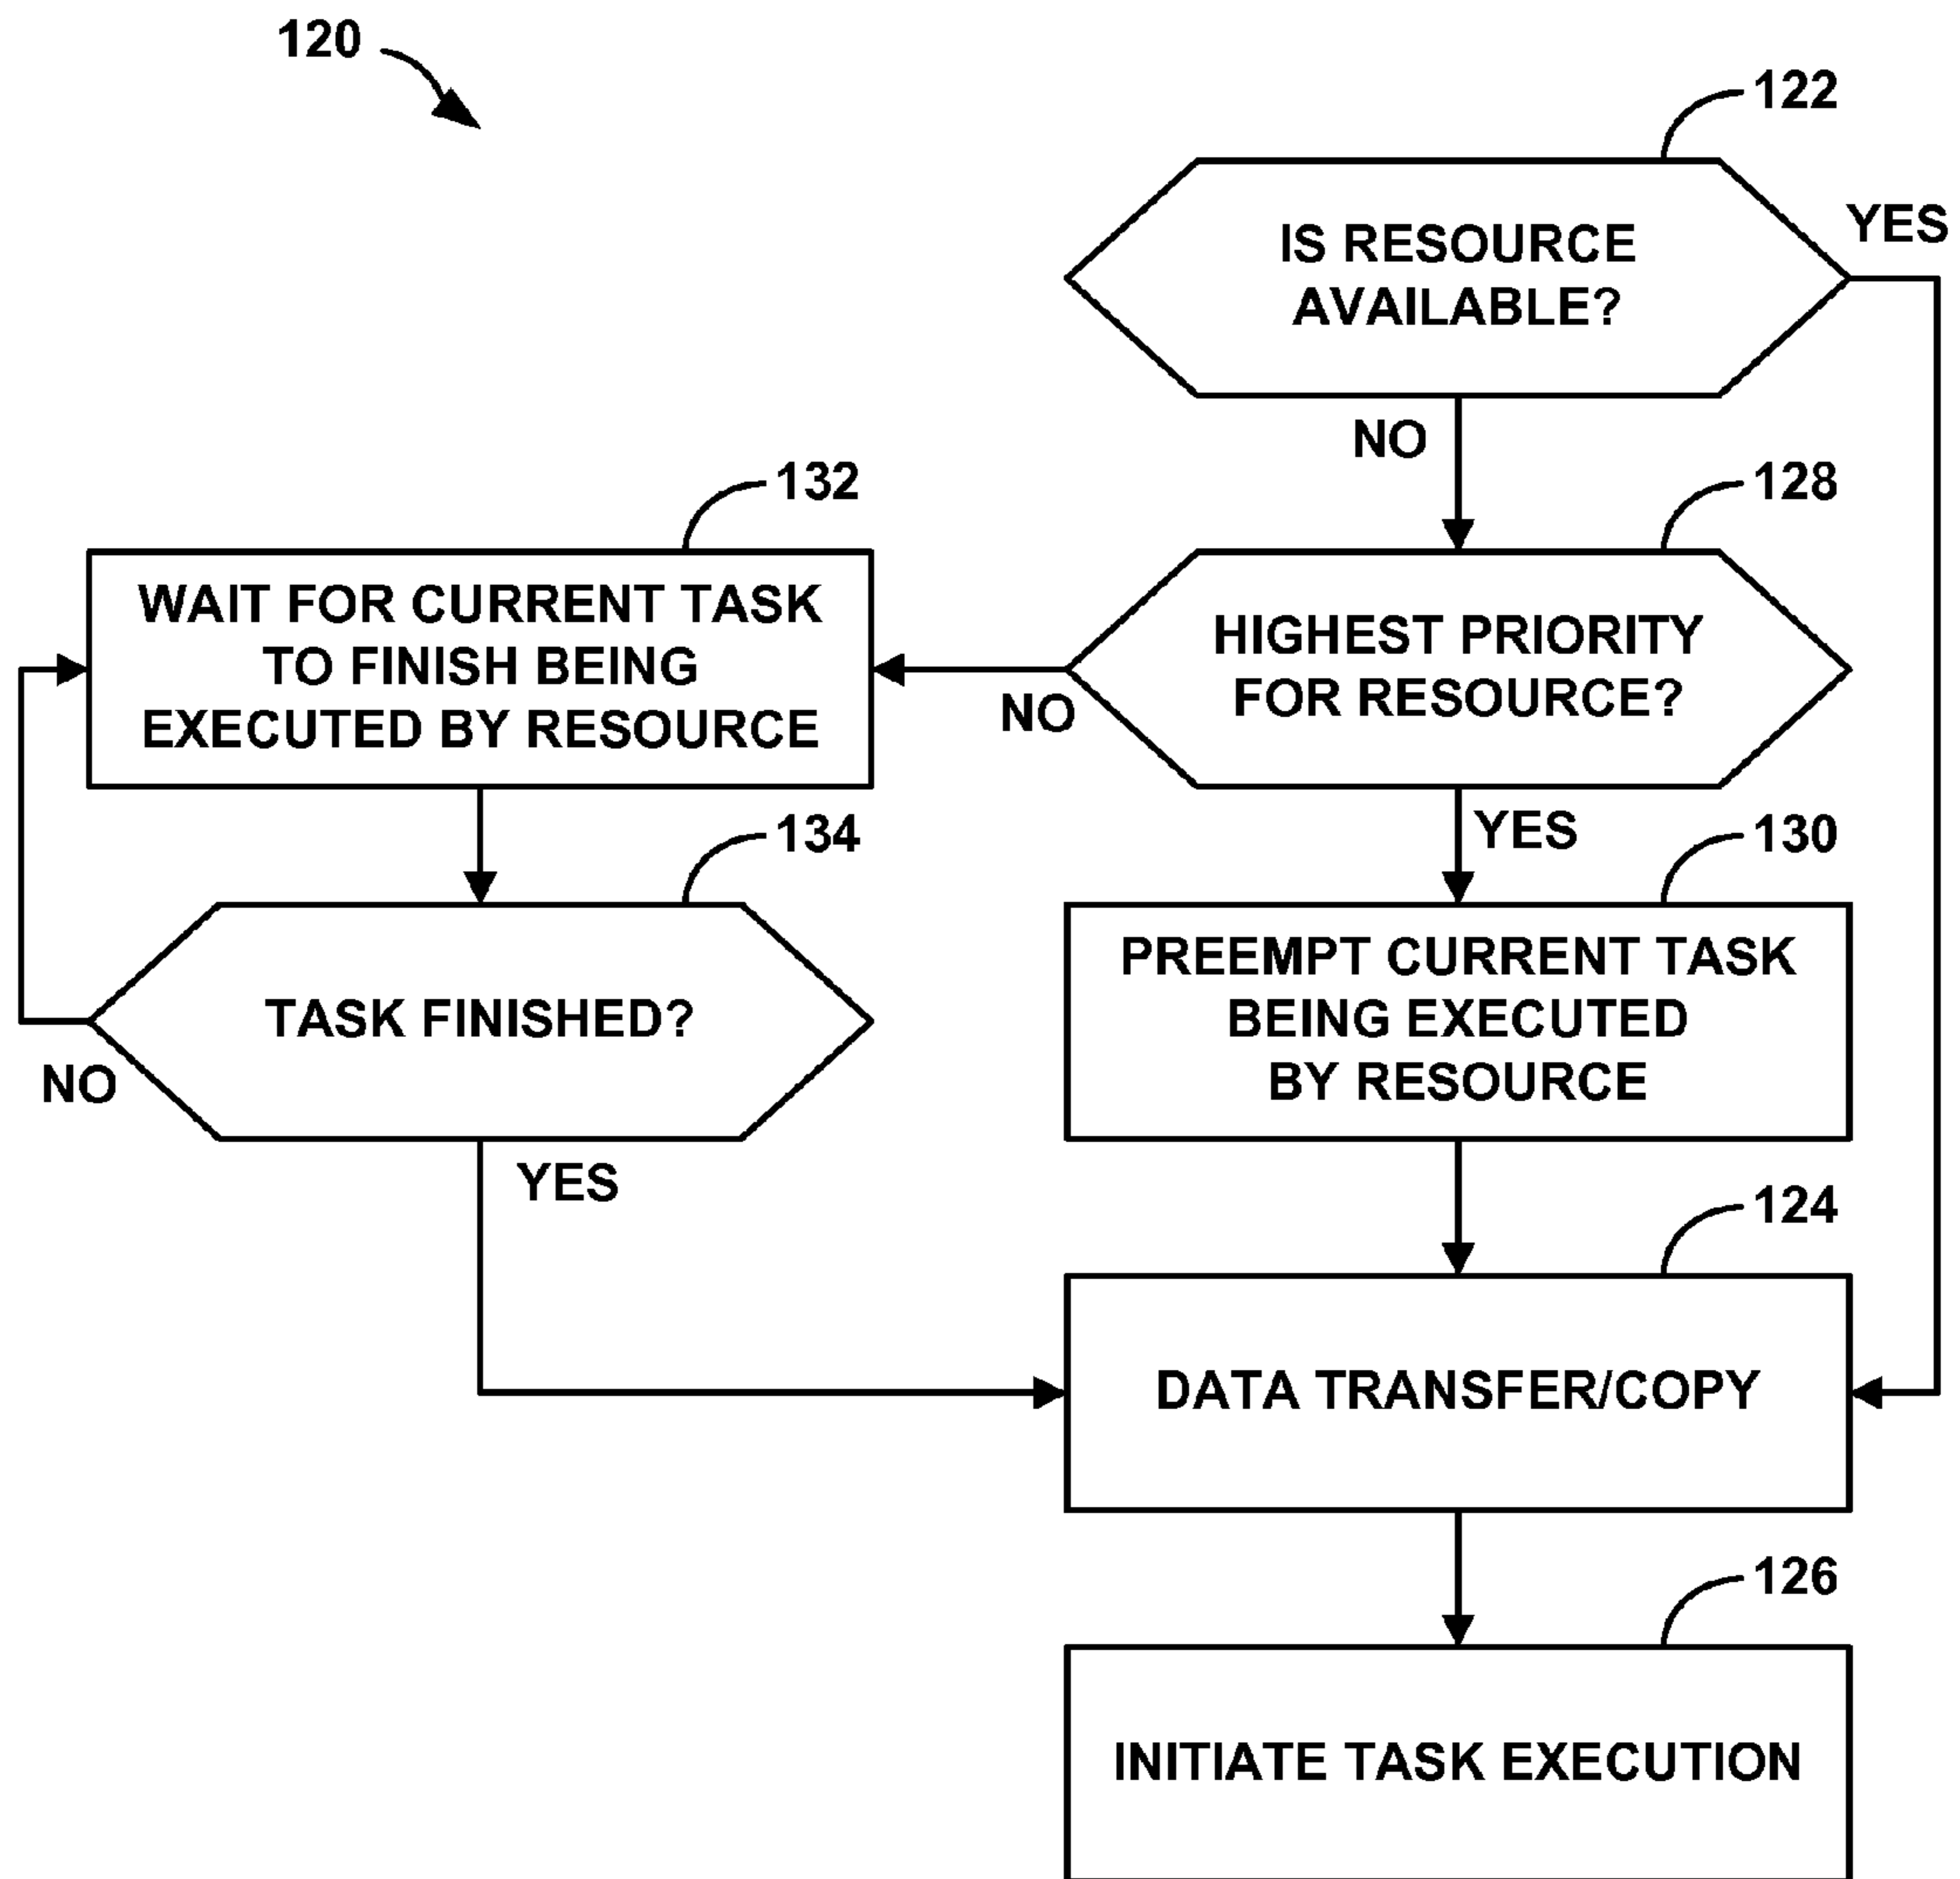 120
122
IS RESOURCE
AVAILABLE?
YES
NO
132
128
WAIT FOR CURRENT TASK
TO FINISH BEING
EXECUTED BY RESOURCE
HIGHEST PRIORITY
FOR RESOURCE?
NO
YES
134
130
TASK FINISHED?
NO
YES
PREEMPT CURRENT TASK
BEING EXECUTED
BY RESOURCE
124
DATA TRANSFER/COPY
126
INITIATE TASK EXECUTION